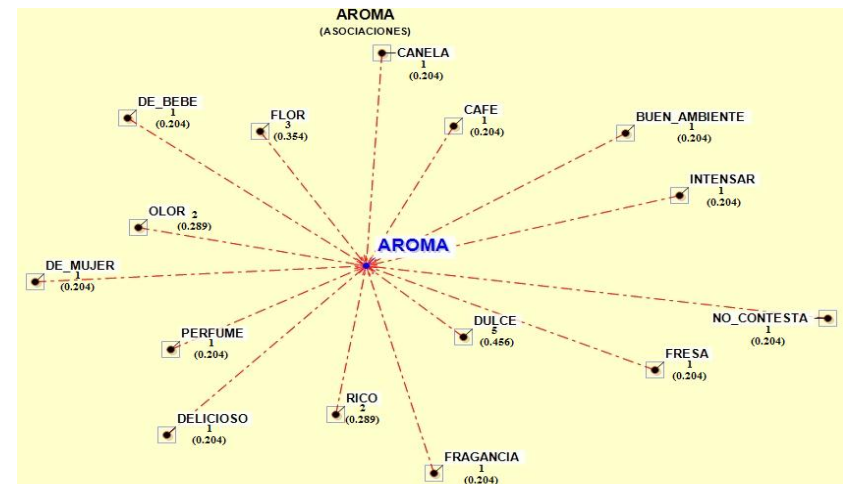 AROMA
(ASOCIACIONES)
CANELA
1
(0.204)
DE_BEBE
1
(0.204)
FLOR
3
(0.354)
CAFE
1
(0.204)
BUEN_AMBIENTE
1
(0.204)
INTENSAR
1
(0.204)
OLOR 2
(0.289)
AROMA
DE_MUJER
1
(0.204)
DULCE
5
(0.456)
NO_CONTESTA
1
(0.204)
PERFUME
1
(0.204)
FRESA
1
(0.204)
RICO
2
(0.289)
DELICIOSO
1
(0.204)
FRAGANCIA
1
(0.204)